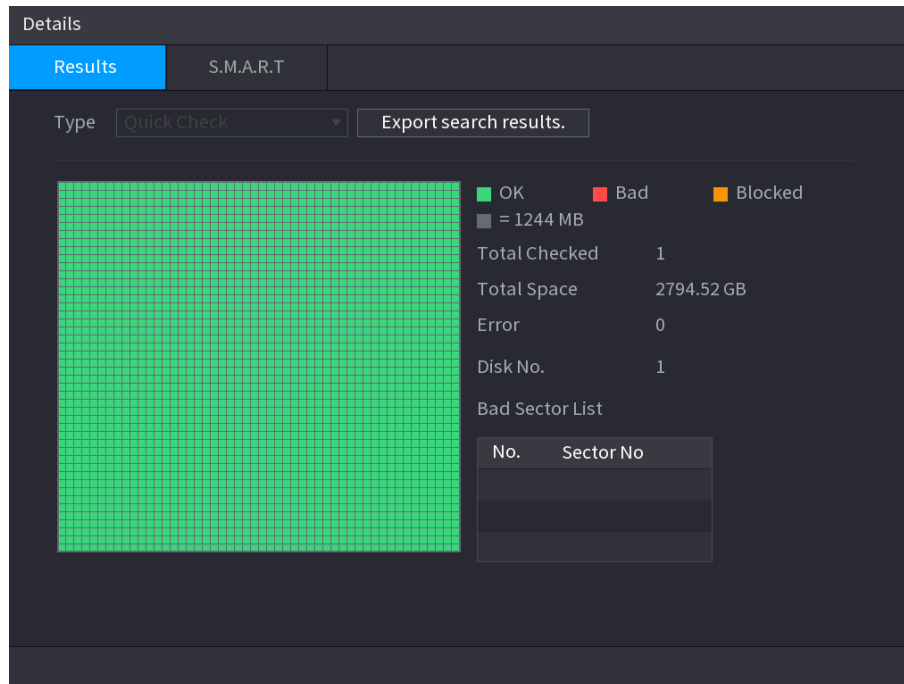 Details
Results S.M.A.R.T
Type Quick Check Export search results.
OK Bad Blocked
= 1244 MB
Total Checked 1
Total Space 2794.52 GB
Error 0
Disk No. 1
Bad Sector List
No. Sector No